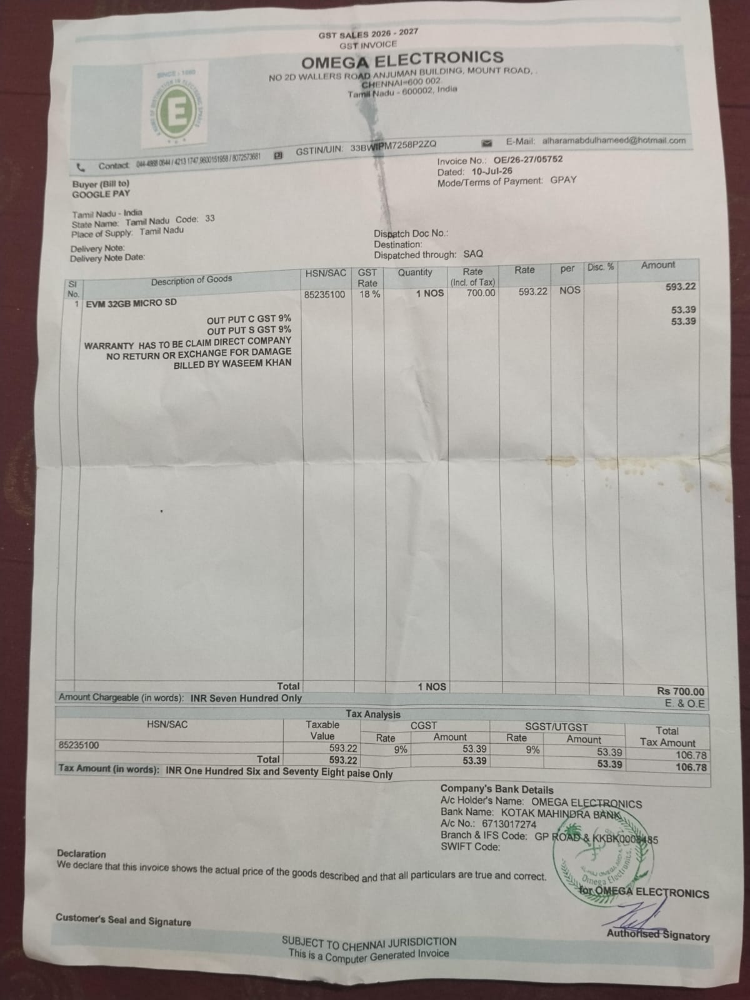 GST SALES 2026 - 2027
GST INVOICE
OMEGA ELECTRONICS
NO 2D WALLERS ROAD ANJUMAN BUILDING, MOUNT ROAD, .
CHENNAI-600 002.
Tamil Nadu - 600002, India
SINCE : 1980
E
Contact: 044-4868 0644 / 4213 1747,9600151958 / 8072573681
GSTIN/UIN: 33BWIPM7258P2ZQ
E-Mail: alharamabdulhameed@hotmail.com
Buyer (Bill to)
GOOGLE PAY
Invoice No.: OE/26-27/05752
Dated: 10-Jul-26
Mode/Terms of Payment: GPAY
Tamil Nadu - India
State Name: Tamil Nadu Code: 33
Place of Supply: Tamil Nadu
Delivery Note:
Delivery Note Date:
Dispatch Doc No.:
Destination:
Dispatched through: SAQ
Sl No. Description of Goods HSN/SAC GST Rate Quantity Rate (Incl. of Tax) Rate per Disc. % Amount
1 EVM 32GB MICRO SD 85235100 18 % 1 NOS 700.00 593.22 NOS 593.22
OUT PUT C GST 9% 53.39
OUT PUT S GST 9% 53.39
WARRANTY HAS TO BE CLAIM DIRECT COMPANY
NO RETURN OR EXCHANGE FOR DAMAGE
BILLED BY WASEEM KHAN
Total 1 NOS Rs 700.00
Amount Chargeable (in words): INR Seven Hundred Only E. & O.E
Tax Analysis
HSN/SAC Taxable Value CGST SGST/UTGST Total Tax Amount
Rate Amount Rate Amount
85235100 593.22 9% 53.39 9% 53.39 106.78
Total 593.22 53.39 53.39 106.78
Tax Amount (in words): INR One Hundred Six and Seventy Eight paise Only
Company's Bank Details
A/c Holder's Name: OMEGA ELECTRONICS
Bank Name: KOTAK MAHINDRA BANK
A/c No.: 6713017274
Branch & IFS Code: GP ROAD & KKBK0008485
SWIFT Code:
Declaration
We declare that this invoice shows the actual price of the goods described and that all particulars are true and correct.
Omega Electronics.
for OMEGA ELECTRONICS
Customer's Seal and Signature
Authorised Signatory
SUBJECT TO CHENNAI JURISDICTION
This is a Computer Generated Invoice